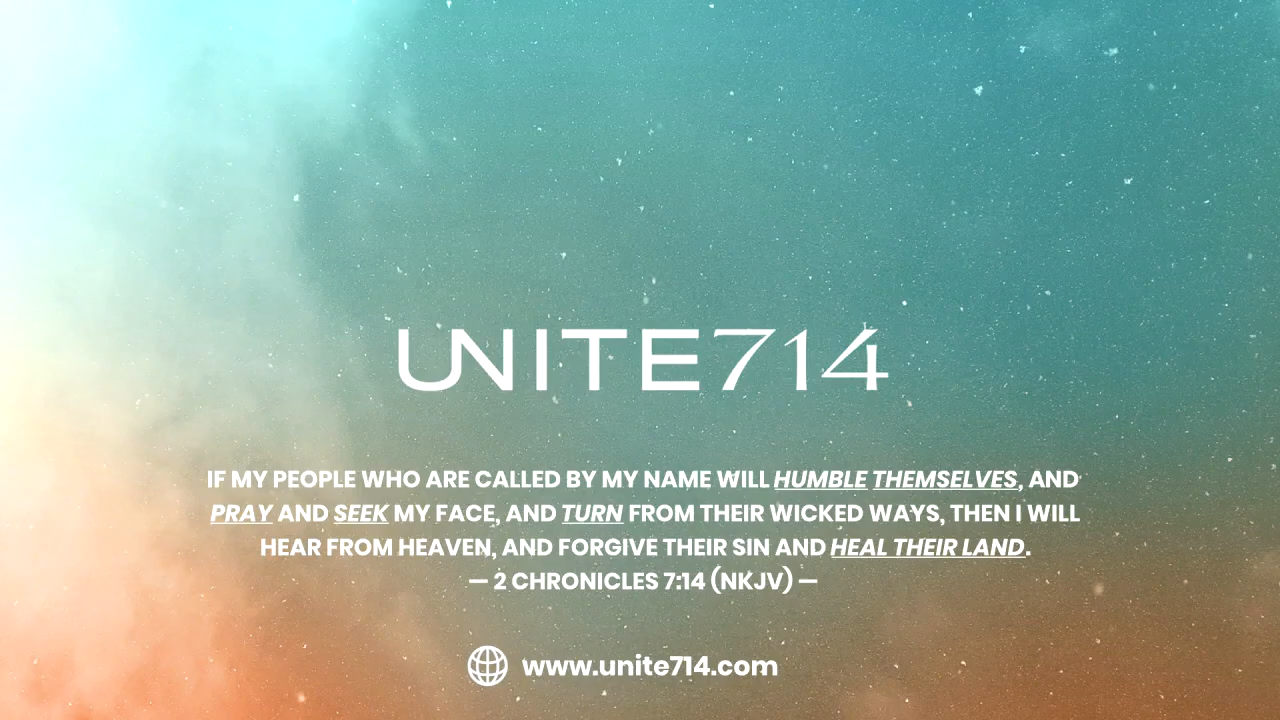 UNITE714
IF MY PEOPLE WHO ARE CALLED BY MY NAME WILL HUMBLE THEMSELVES, AND
PRAY AND SEEK MY FACE, AND TURN FROM THEIR WICKED WAYS, THEN I WILL
HEAR FROM HEAVEN, AND FORGIVE THEIR SIN AND HEAL THEIR LAND.
— 2 CHRONICLES 7:14 (NKJV) —
www.unite714.com